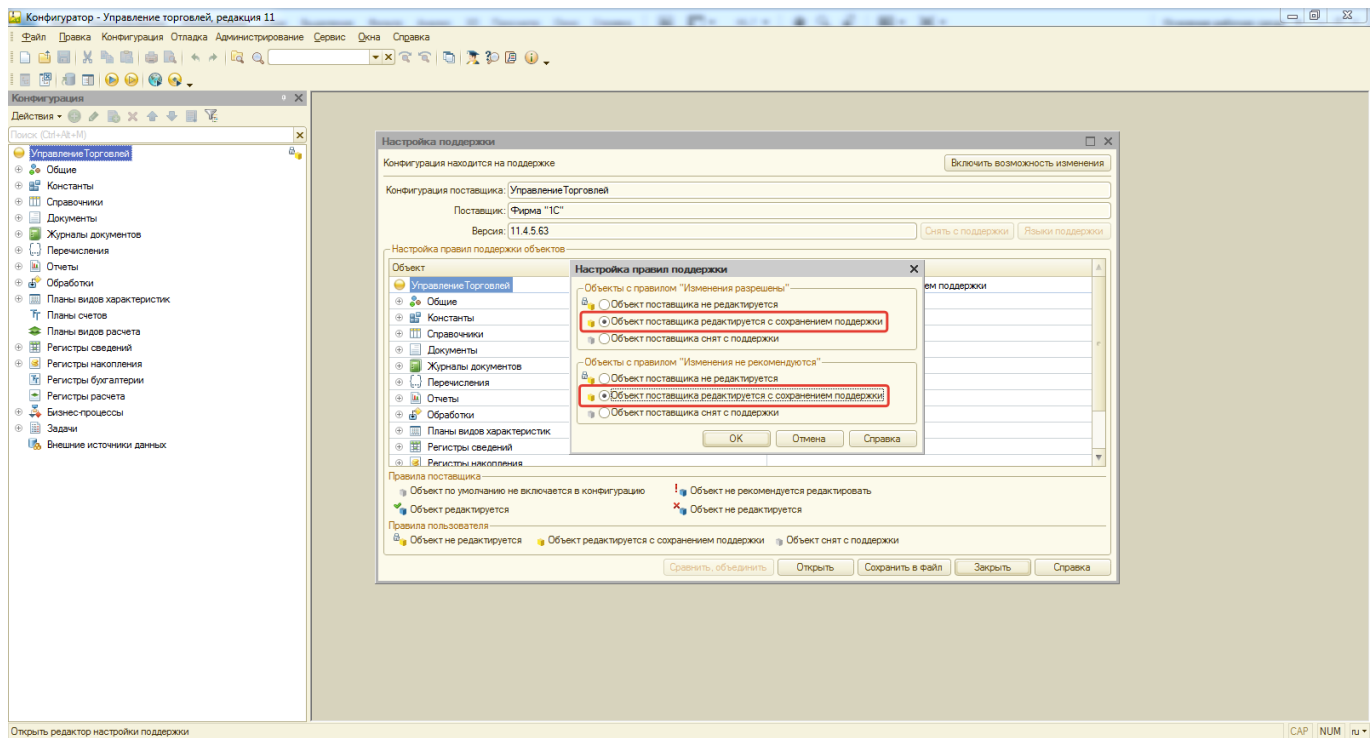 Конфигуратор - Управление торговлей, редакция 11
Файл Правка Конфигурация Отладка Администрирование Сервис Окна Справка
Конфигурация
Действия
Поиск (Ctrl+Alt+M)
УправлениеТорговлей
Общие
Константы
Справочники
Документы
Журналы документов
Перечисления
Отчеты
Обработки
Планы видов характеристик
Планы счетов
Планы видов расчета
Регистры сведений
Регистры накопления
Регистры бухгалтерии
Регистры расчета
Бизнес-процессы
Задачи
Внешние источники данных
Настройка поддержки
Конфигурация находится на поддержке
Включить возможность изменения
Конфигурация поставщика: УправлениеТорговлей
Поставщик: Фирма "1С"
Версия: 11.4.5.63
Снять с поддержки Языки поддержки
Настройка правил поддержки объектов
Объект
УправлениеТорговлей
ем поддержки
Общие
Константы
Справочники
Документы
Журналы документов
Перечисления
Отчеты
Обработки
Планы видов характеристик
Регистры сведений
Регистры накопления
Настройка правил поддержки
Объекты с правилом "Изменения разрешены"
Объект поставщика не редактируется
Объект поставщика редактируется с сохранением поддержки
Объект поставщика снят с поддержки
Объекты с правилом "Изменения не рекомендуются"
Объект поставщика не редактируется
Объект поставщика редактируется с сохранением поддержки
Объект поставщика снят с поддержки
OK Отмена Справка
Правила поставщика
Объект по умолчанию не включается в конфигурацию Объект не рекомендуется редактировать
Объект редактируется Объект не редактируется
Правила пользователя
Объект не редактируется Объект редактируется с сохранением поддержки Объект снят с поддержки
Сравнить, объединить Открыть Сохранить в файл Закрыть Справка
Открыть редактор настройки поддержки
CAP NUM ru